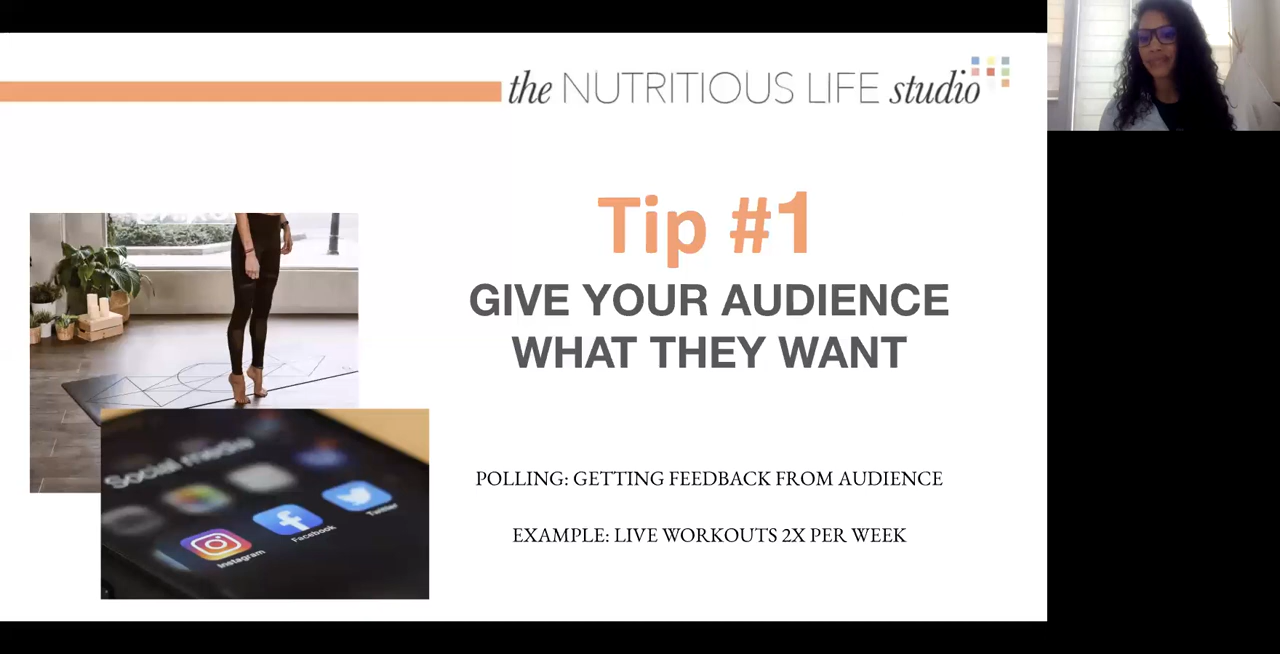 the NUTRITIOUS LIFE studio
Tip #1
GIVE YOUR AUDIENCE
WHAT THEY WANT
POLLING: GETTING FEEDBACK FROM AUDIENCE
EXAMPLE: LIVE WORKOUTS 2X PER WEEK
Social media
Instagram
Facebook
Twitter